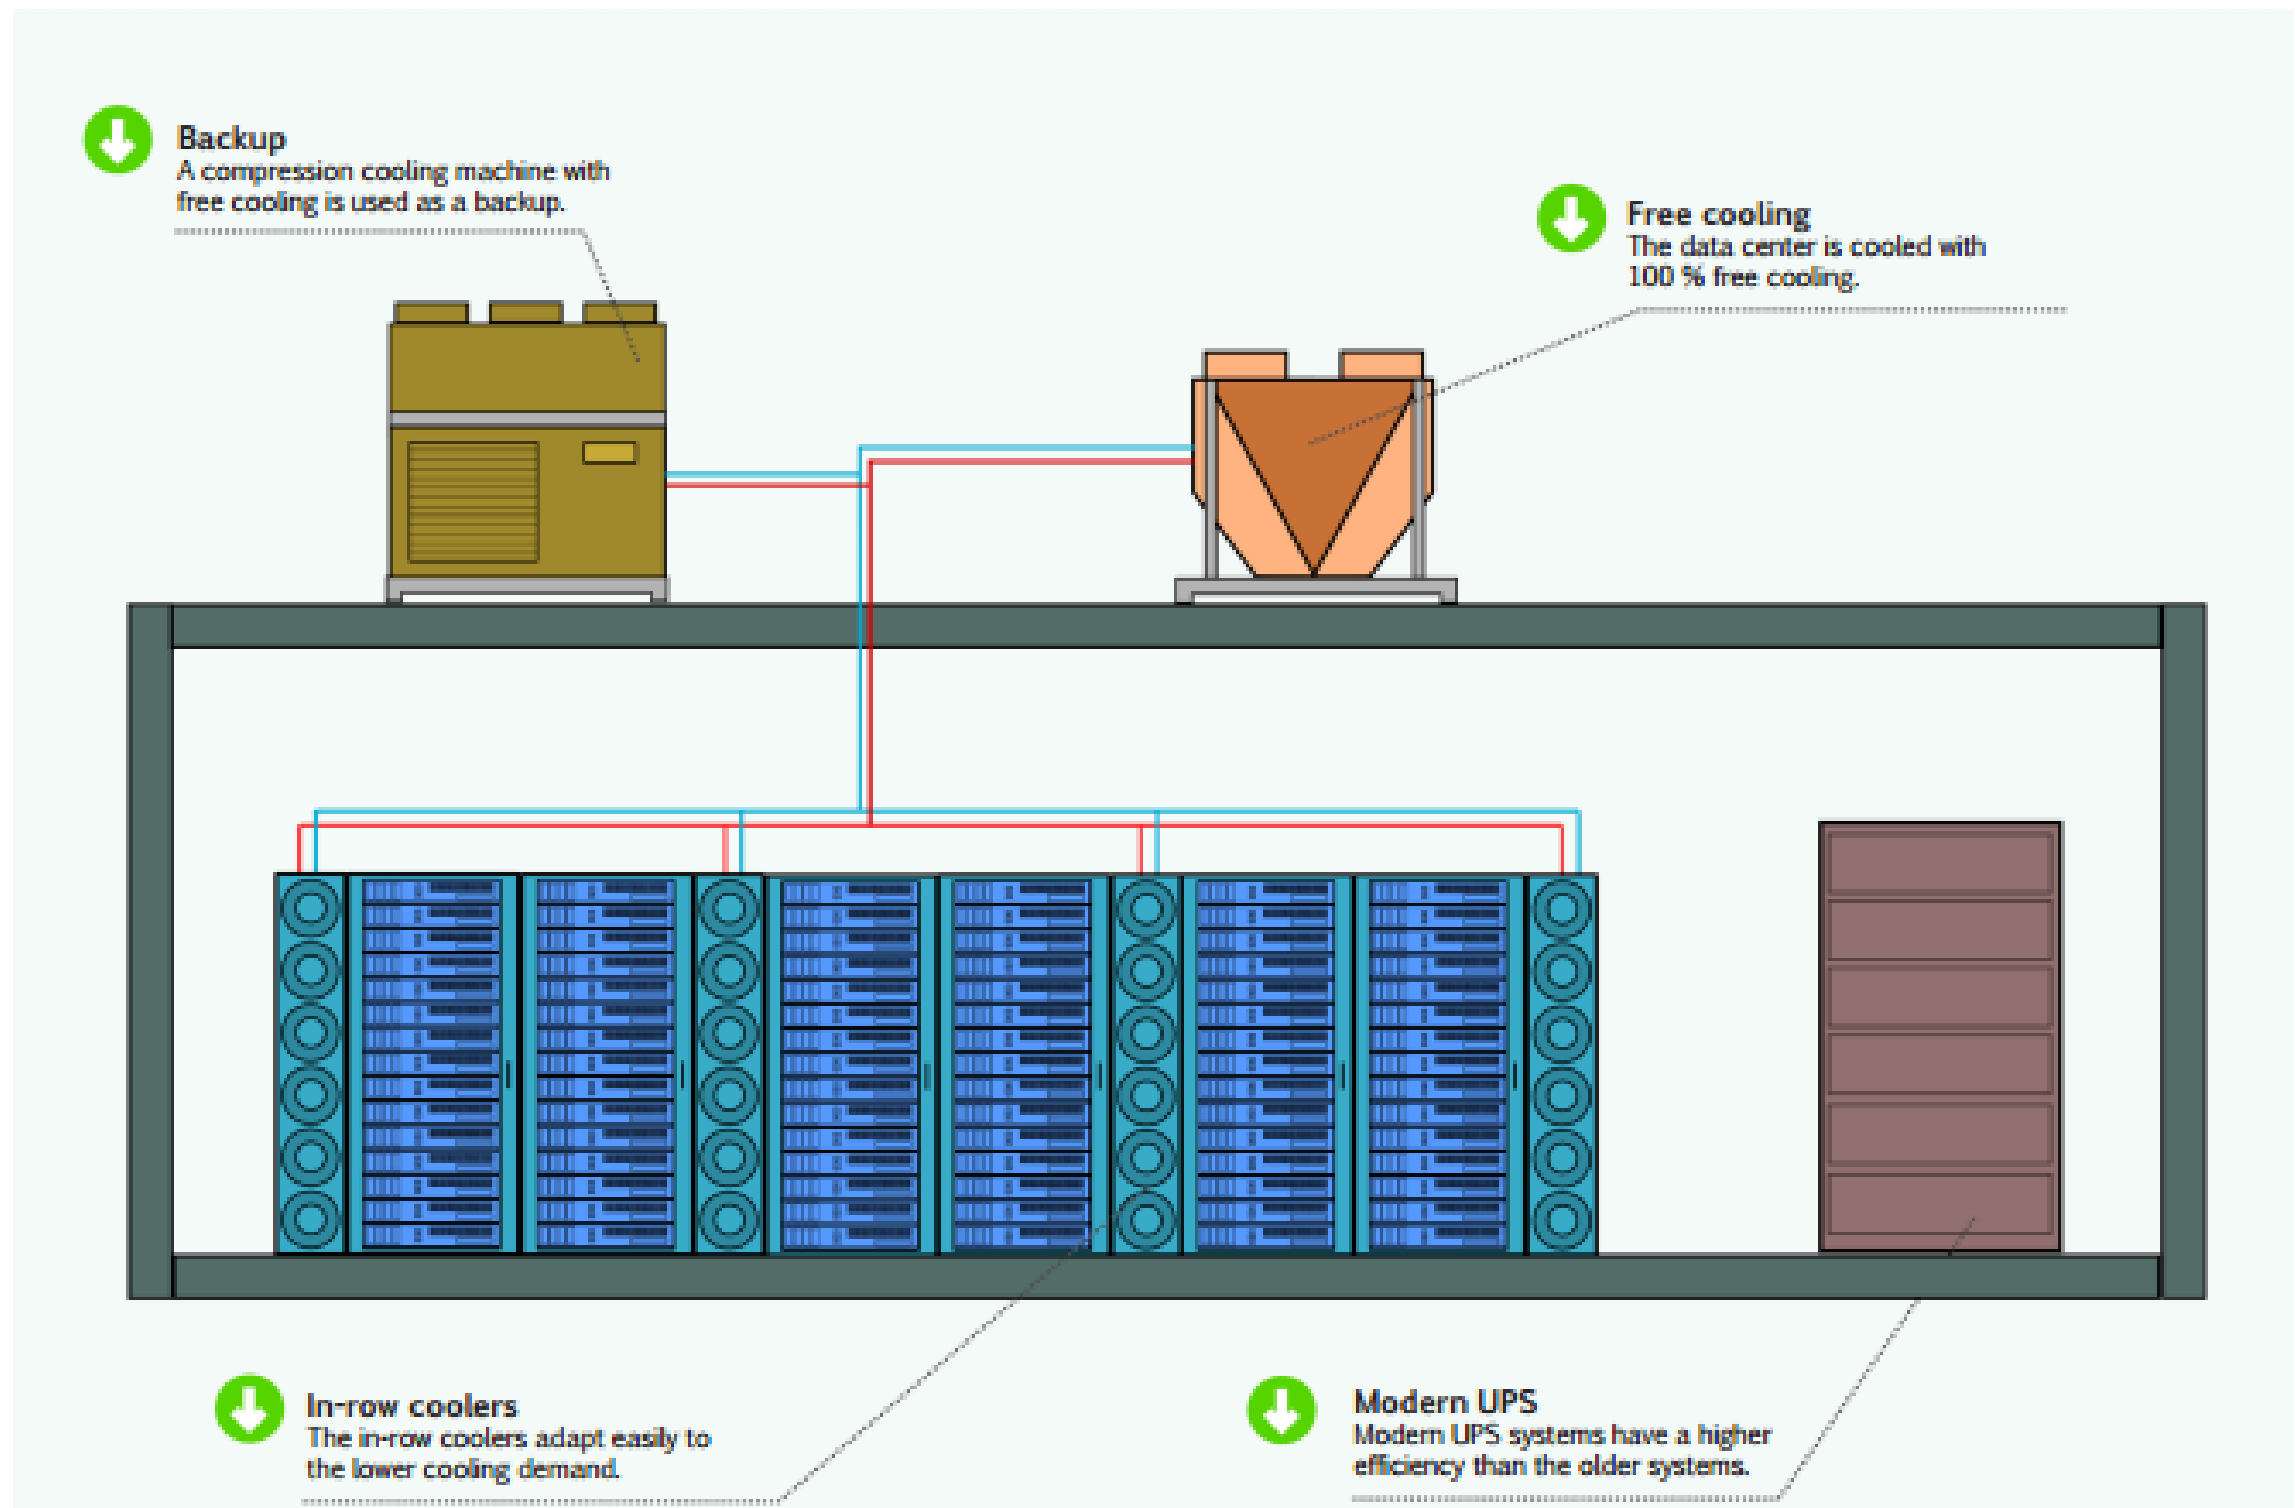 Backup
A compression cooling machine with
free cooling is used as a backup.
Free cooling
The data center is cooled with
100 % free cooling.
In-row coolers
The in-row coolers adapt easily to
the lower cooling demand.
Modern UPS
Modern UPS systems have a higher
efficiency than the older systems.